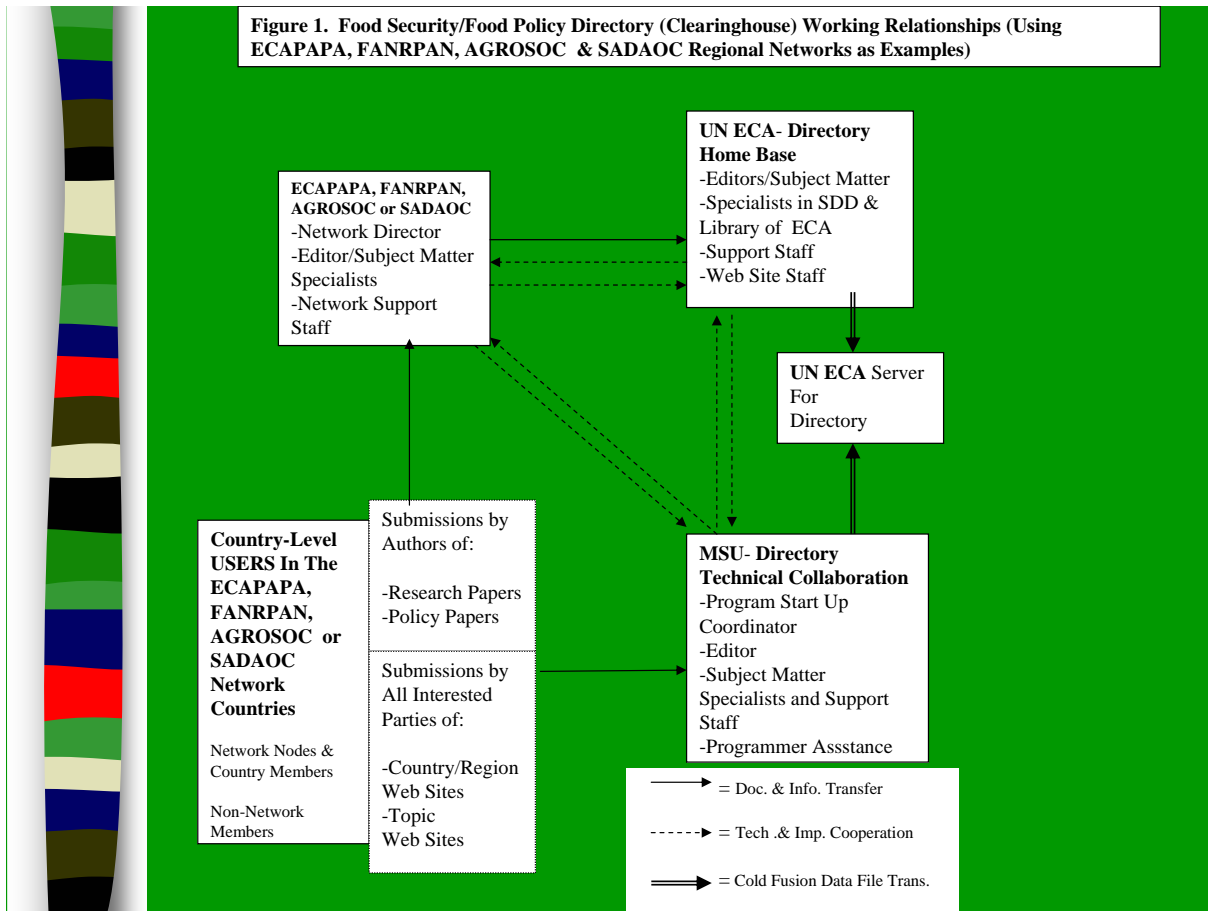 Figure 1.  Food Security/Food Policy Directory (Clearinghouse) Working Relationships (Using
ECAPAPA, FANRPAN, AGROSOC  & SADAOC Regional Networks as Examples)
UN ECA- Directory
Home Base
-Editors/Subject Matter
-Specialists in SDD &
Library of  ECA
-Support Staff
-Web Site Staff
ECAPAPA, FANRPAN,
AGROSOC or SADAOC
-Network Director
-Editor/Subject Matter
Specialists
-Network Support
Staff
UN ECA Server
For
Directory
Country-Level
USERS In The
ECAPAPA,
FANRPAN,
AGROSOC  or
SADAOC
Network
Countries
Network Nodes &
Country Members
Non-Network
Members
Submissions by
Authors of:
-Research Papers
-Policy Papers
Submissions by
All Interested
Parties of:
-Country/Region
Web Sites
-Topic
Web Sites
MSU- Directory
Technical Collaboration
-Program Start Up
Coordinator
-Editor
-Subject Matter
Specialists and Support
Staff
-Programmer Assstance
= Doc. & Info. Transfer
= Tech .& Imp. Cooperation
= Cold Fusion Data File Trans.